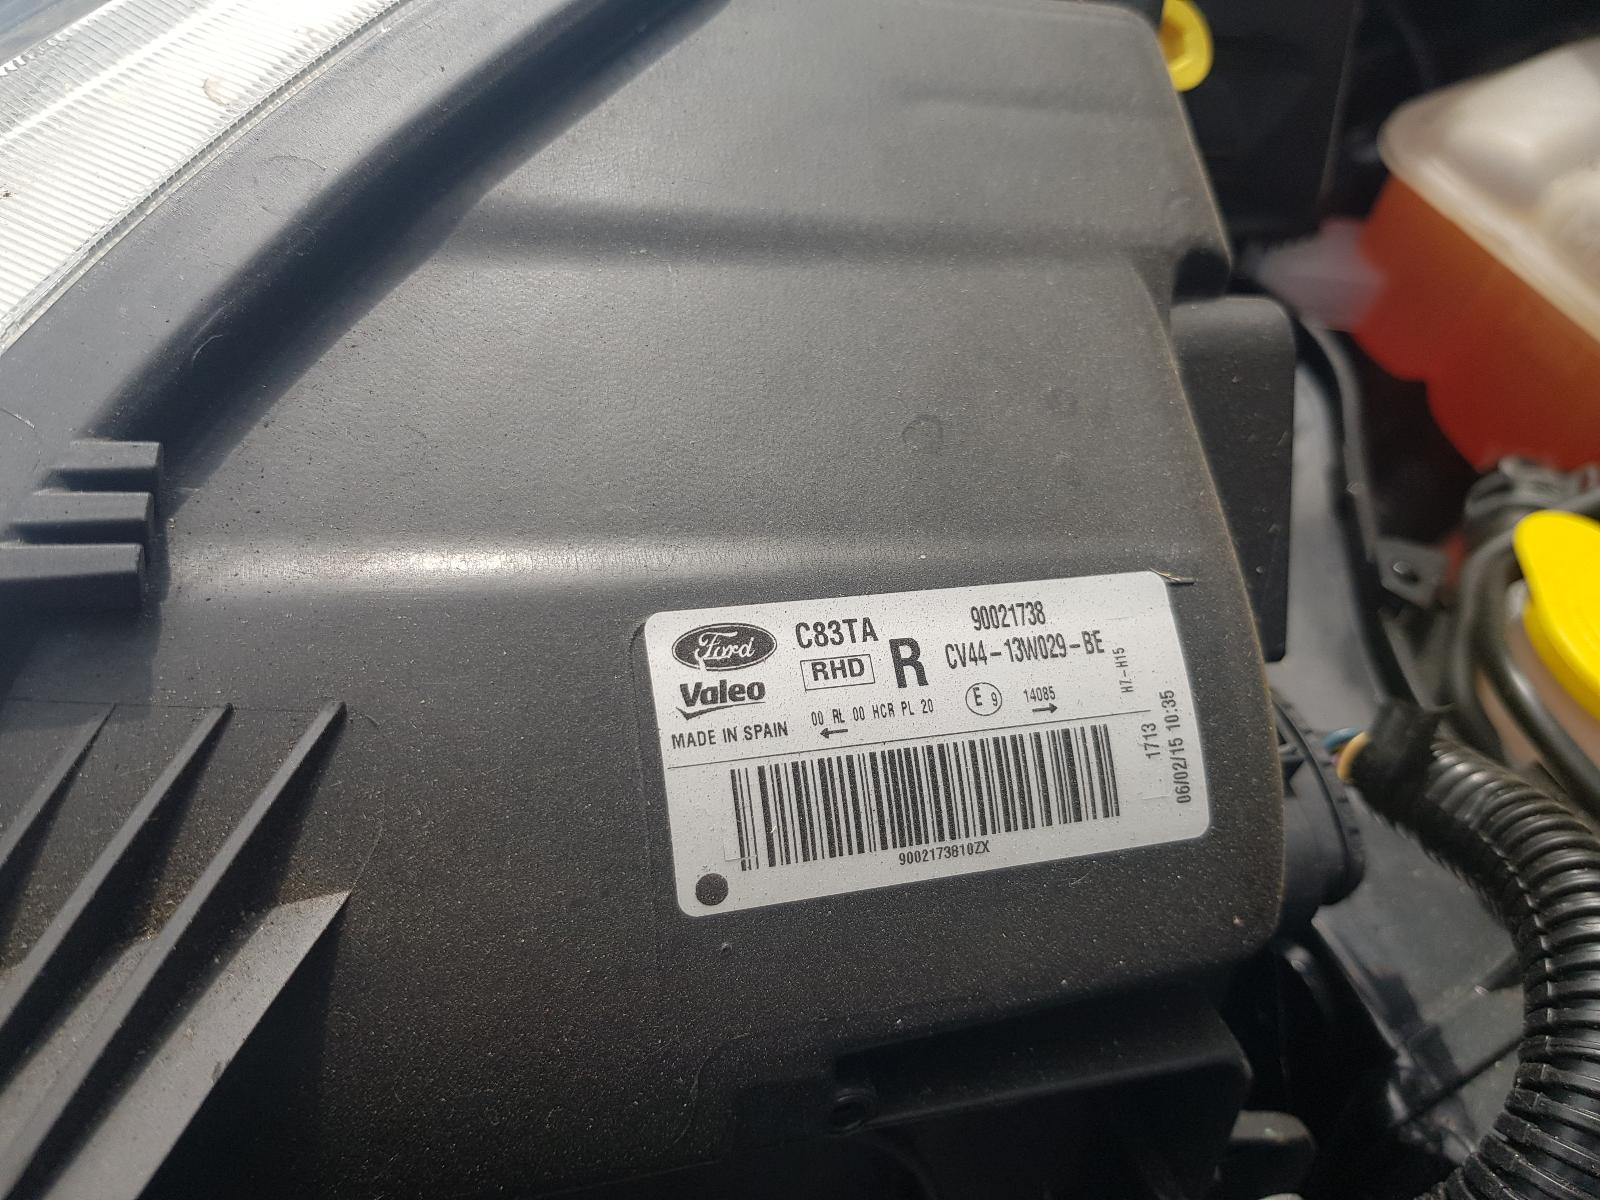 Ford C83TA 90021738
Valeo RHD R CV44-13W029-BE
MADE IN SPAIN 00 RL 00 HCR PL 20 E 9 14085
H7-H15
1713
06/02/15 10:35
9002173810ZX